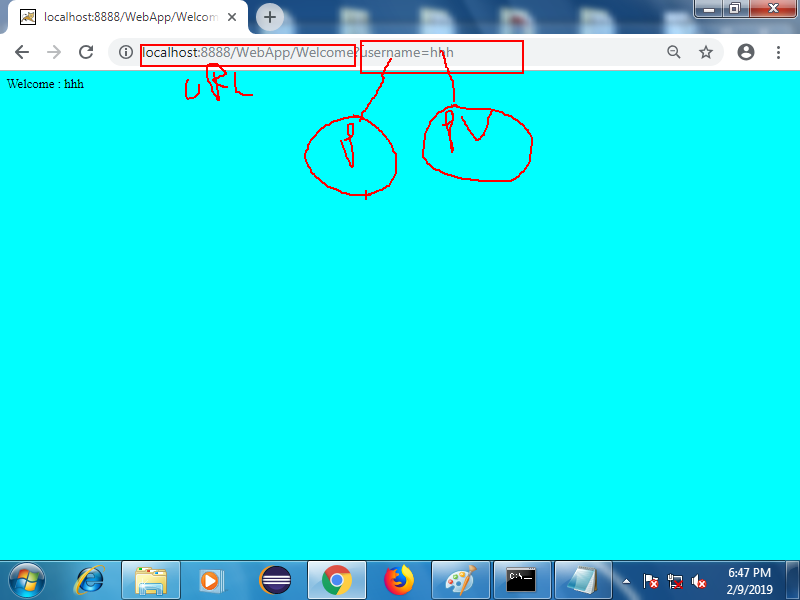 localhost:8888/WebApp/Welcom
localhost:8888/WebApp/Welcome?username=hhh
Welcome : hhh
URL
P
PV
C:\_
6:47 PM
2/9/2019